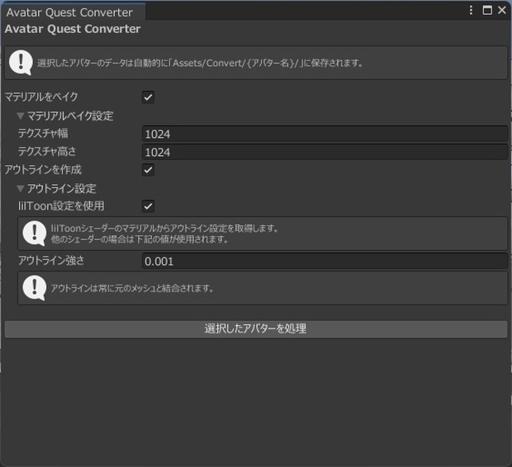 Avatar Quest Converter
Avatar Quest Converter
選択したアバターのデータは自動的に「Assets/Convert/{アバター名}/」に保存されます。
マテリアルをベイク
マテリアルベイク設定
テクスチャ幅 1024
テクスチャ高さ 1024
アウトラインを作成
アウトライン設定
lilToon設定を使用
lilToonシェーダーのマテリアルからアウトライン設定を取得します。
他のシェーダーの場合は下記の値が使用されます。
アウトライン強さ 0.001
アウトラインは常に元のメッシュと結合されます。
選択したアバターを処理